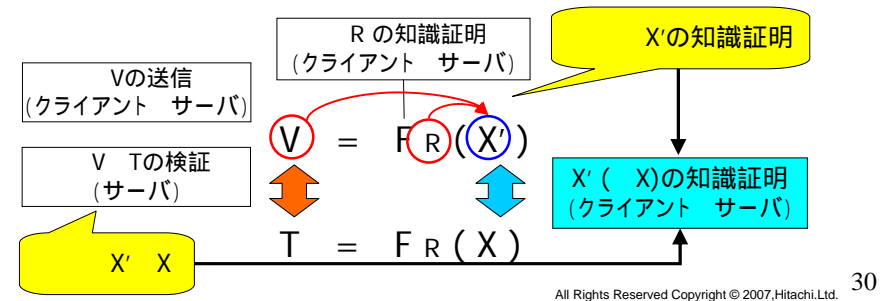 R の知識証明
(クライアント サーバ)
X'の知識証明
Vの送信
(クライアント サーバ)
V = F R ( X' )
V Tの検証
(サーバ)
X' ( X)の知識証明
(クライアント サーバ)
T = F R ( X )
X' X
All Rights Reserved Copyright © 2007,Hitachi.Ltd.
30